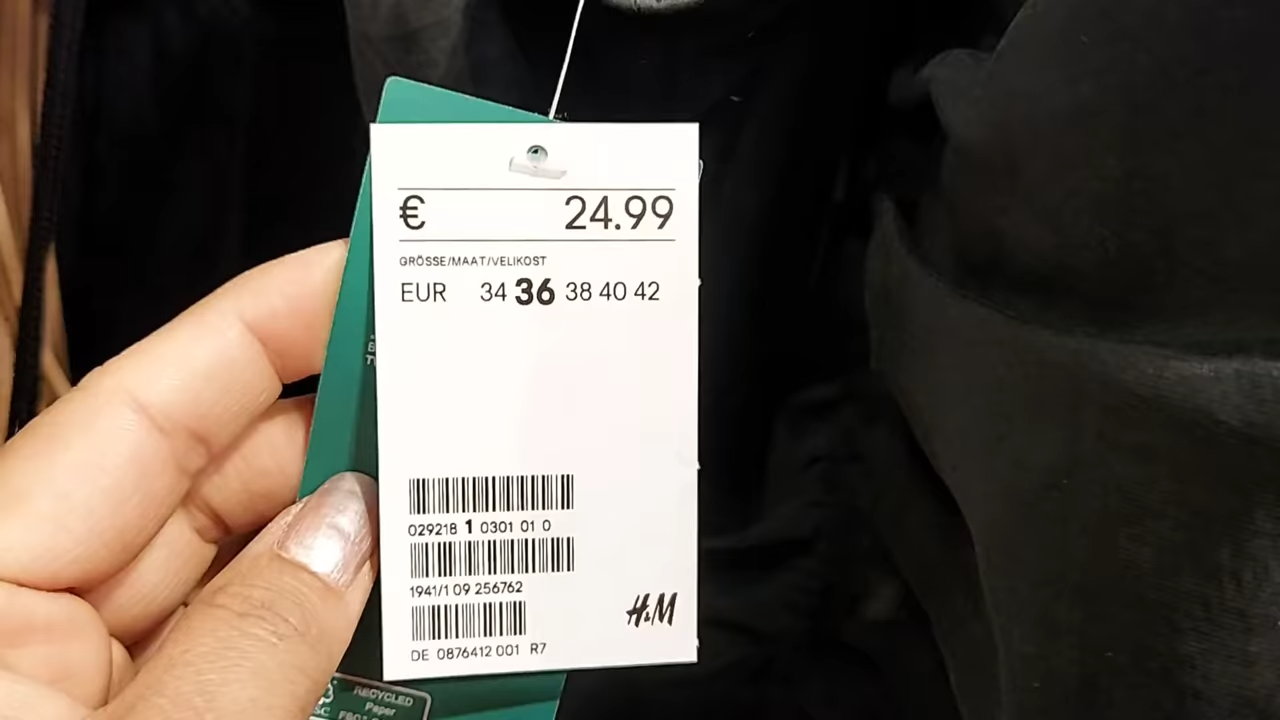 € 24.99
GRÖSSE/MAAT/VELIKOST
EUR 34 36 38 40 42
029218 1 0301 01 0
1941/1 09 256762
H&M
DE 0876412 001 R7
RECYCLED
Paper